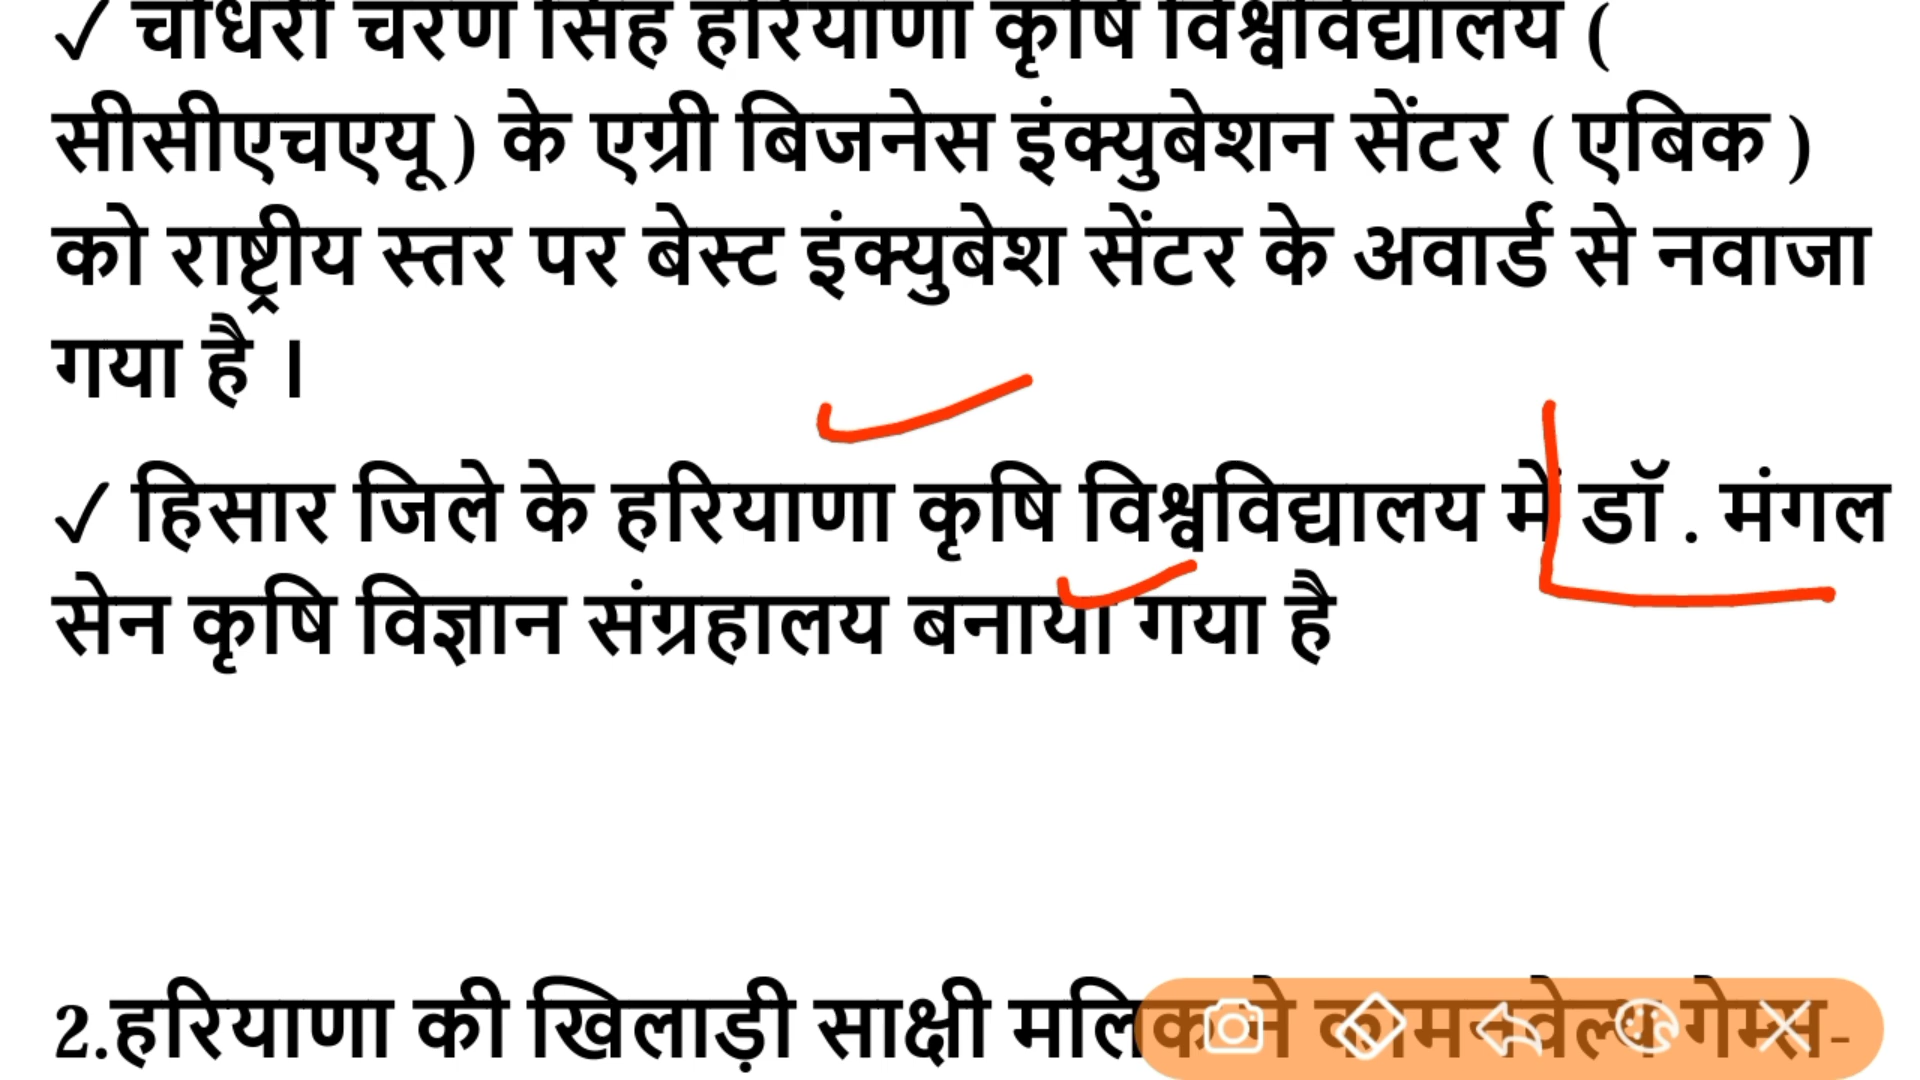 ✓ चौधरी चरण सिंह हरियाणा कृषि विश्वविद्यालय (
सीसीएचएयू ) के एग्री बिजनेस इंक्युबेशन सेंटर ( एबिक )
को राष्ट्रीय स्तर पर बेस्ट इंक्युबेश सेंटर के अवार्ड से नवाजा
गया है ।
✓ हिसार जिले के हरियाणा कृषि विश्वविद्यालय में डॉ . मंगल
सेन कृषि विज्ञान संग्रहालय बनाया गया है
2.हरियाणा की खिलाड़ी साक्षी मलिक ने कामनवेल्थ गेम्स-